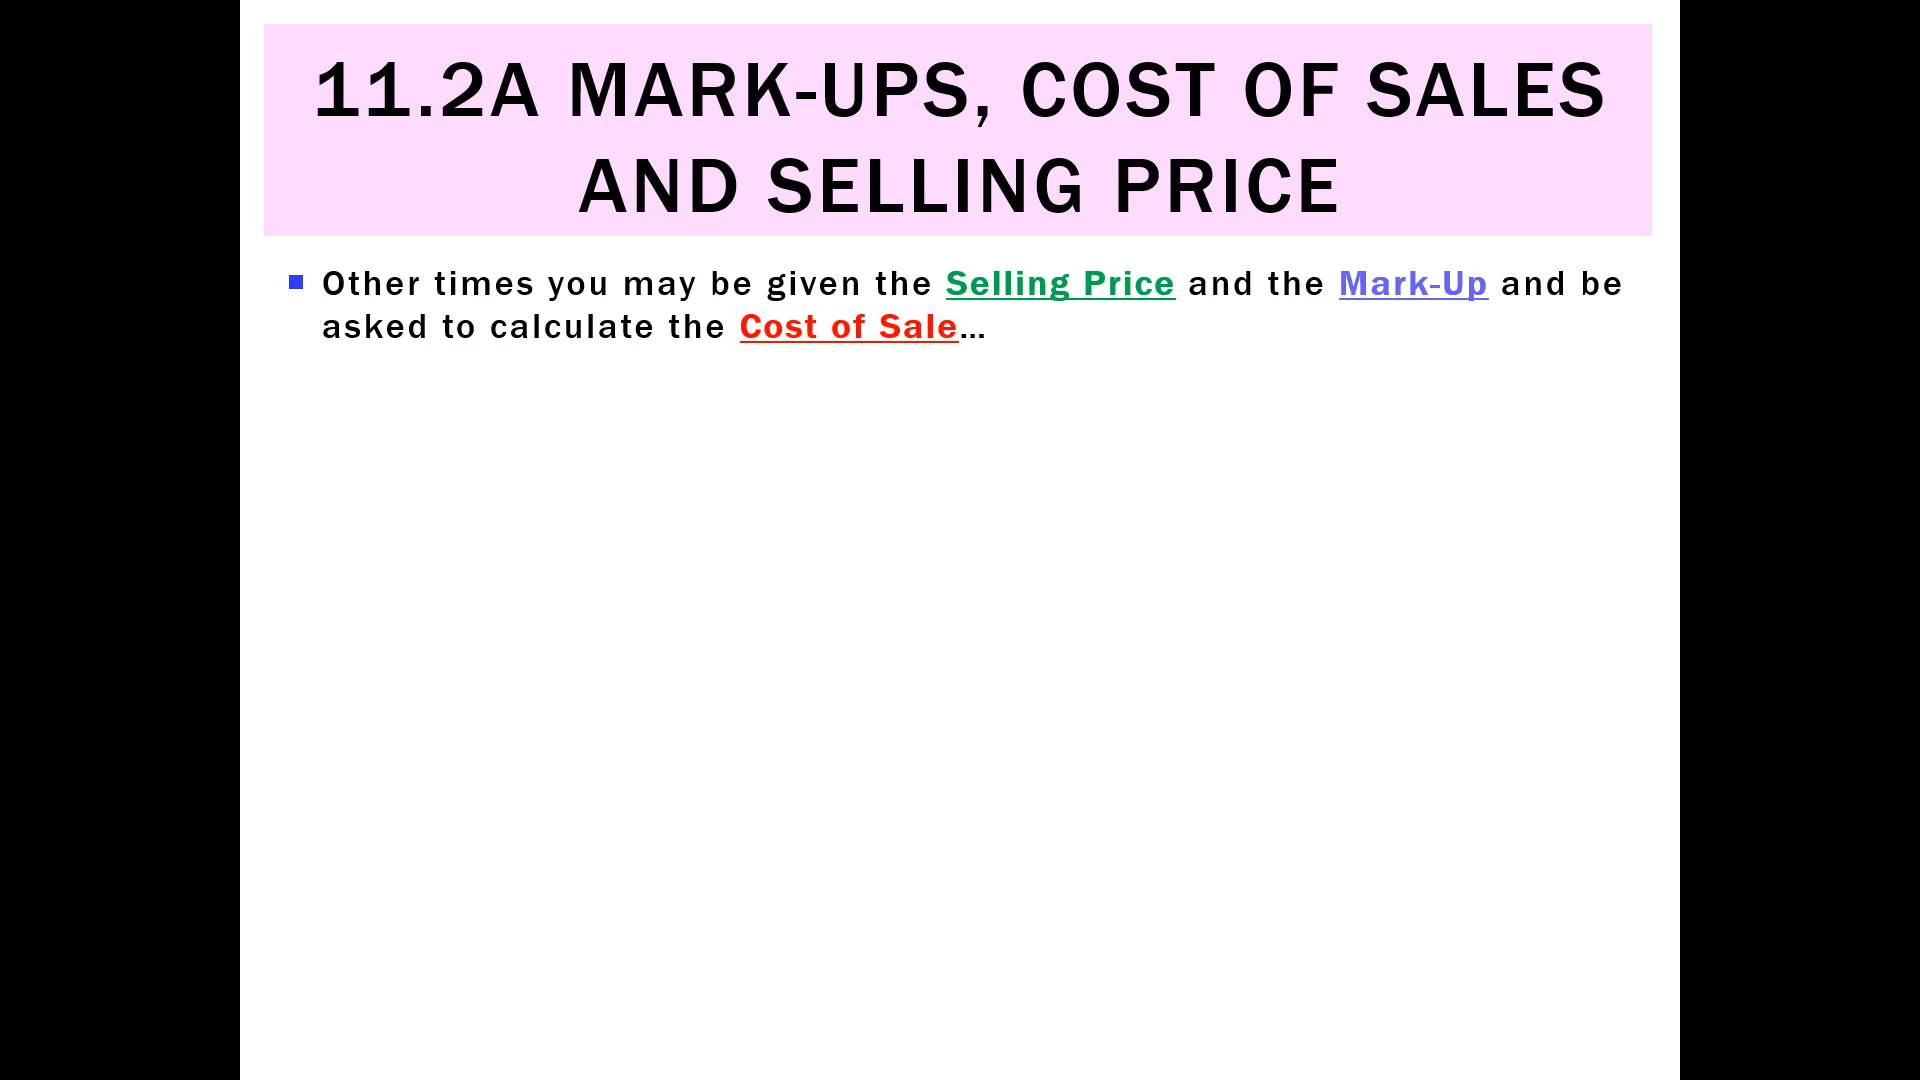 11.2A MARK-UPS, COST OF SALES
AND SELLING PRICE
Other times you may be given the Selling Price and the Mark-Up and be
asked to calculate the Cost of Sale…